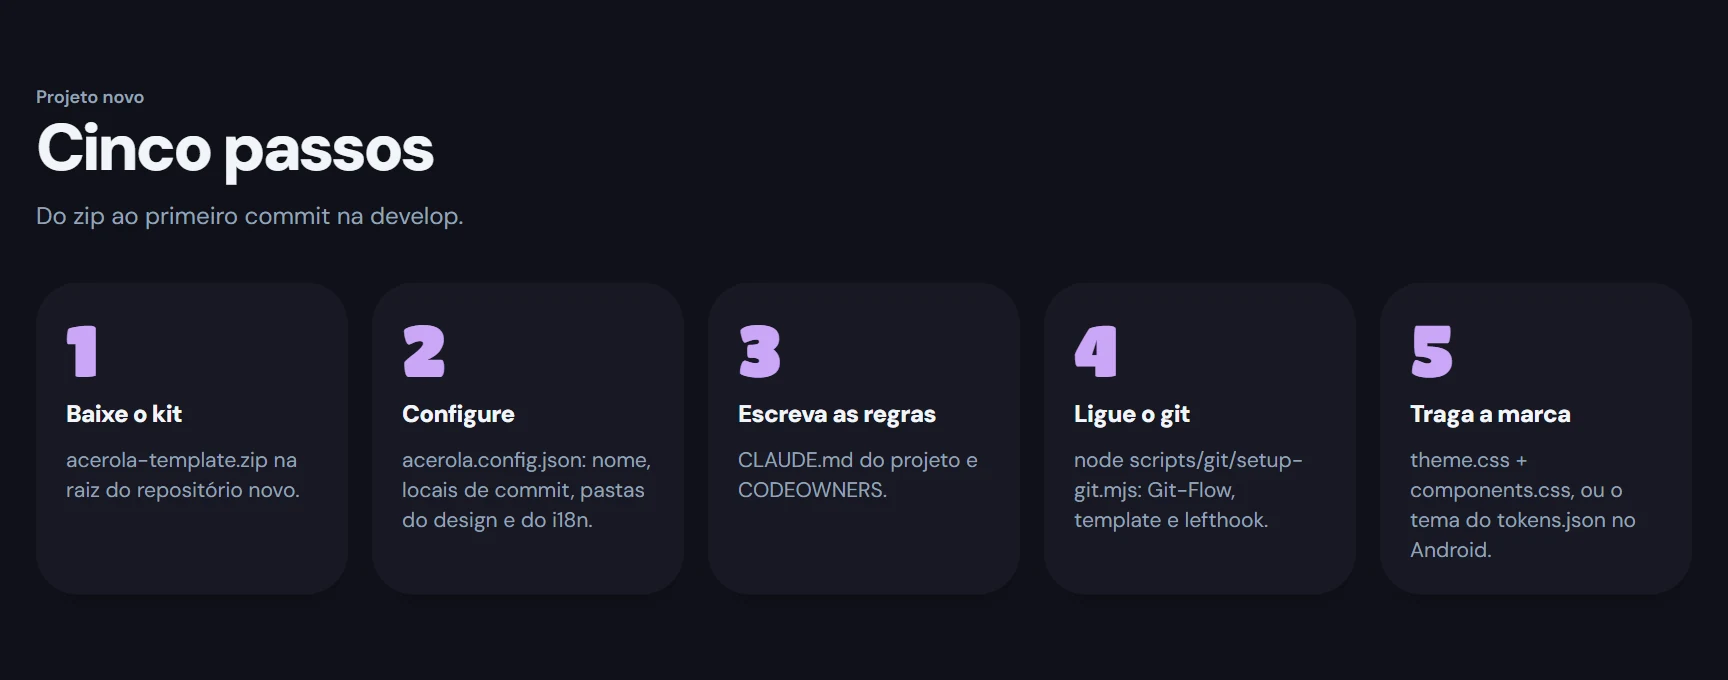 Projeto novo
Cinco passos
Do zip ao primeiro commit na develop.
1
Baixe o kit
acerola-template.zip na
raiz do repositório novo.
2
Configure
acerola.config.json: nome,
locais de commit, pastas
do design e do i18n.
3
Escreva as regras
CLAUDE.md do projeto e
CODEOWNERS.
4
Ligue o git
node scripts/git/setup-
git.mjs: Git-Flow,
template e lefthook.
5
Traga a marca
theme.css +
components.css, ou o
tema do tokens.json no
Android.